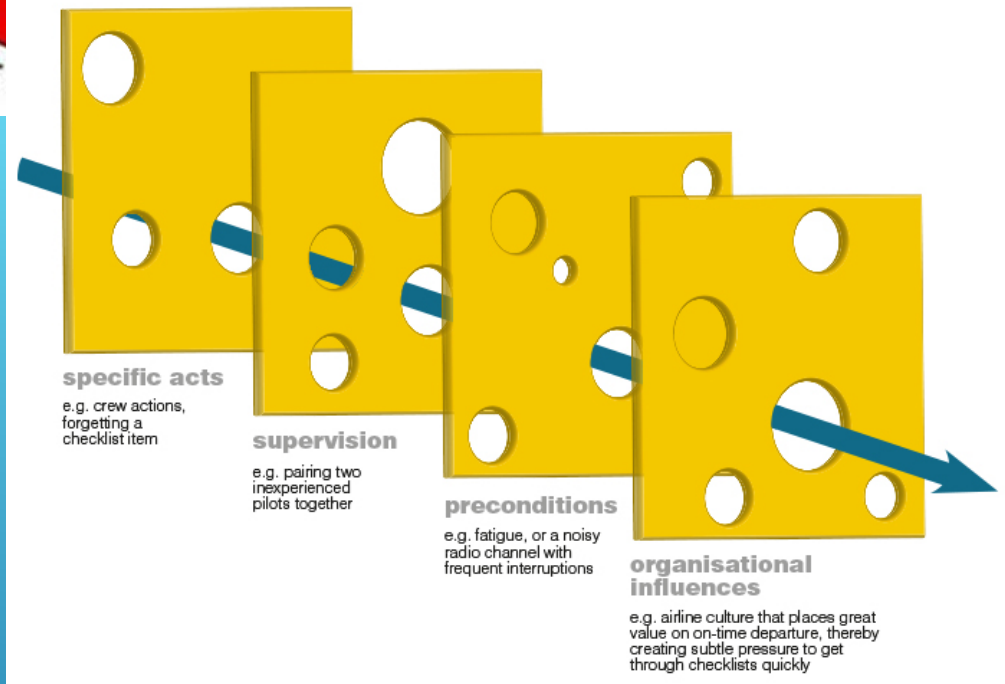 specific acts
e.g. crew actions,
forgetting a
checklist item
supervision
e.g. pairing two
inexperienced
pilots together
preconditions
e.g. fatigue, or a noisy
radio channel with
frequent interruptions
organisational
influences
e.g. airline culture that places great
value on on-time departure, thereby
creating subtle pressure to get
through checklists quickly